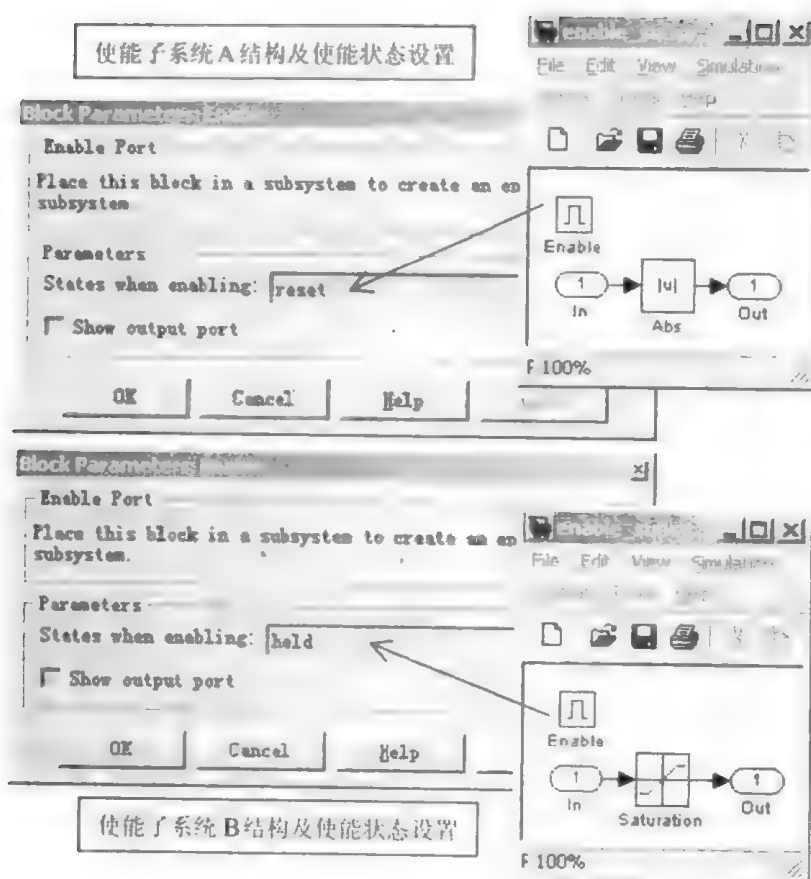 使能子系统A结构及使能状态设置
Block Parameters: Enable
Enable Port
Place this block in a subsystem to create an en
subsystem
Parameters
States when enabling: reset
Show output port
OK
Cancel
Help
File Edit View Simulation
Help
Enable
1
In
|u|
Abs
1
Out
F 100%
Block Parameters
Enable Port
Place this block in a subsystem to create an en
subsystem.
Parameters
States when enabling: held
Show output port
OK
Cancel
Help
File Edit View Simulation
Enable
1
In
Saturation
1
Out
F 100%
使能子系统B结构及使能状态设置